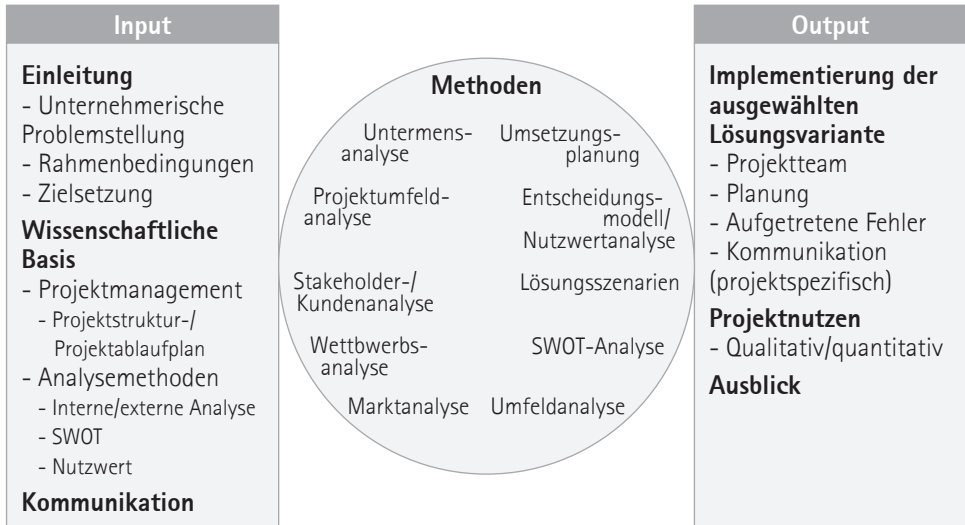 Input
Einleitung
- Unternehmerische
Problemstellung
- Rahmenbedingungen
- Zielsetzung
Wissenschaftliche
Basis
- Projektmanagement
- Projektstruktur-/
Projektablaufplan
- Analysemethoden
- Interne/externe Analyse
- SWOT
- Nutzwert
Kommunikation
Methoden
Untermens-
analyse
Umsetzungs-
planung
Projektumfeld-
analyse
Entscheidungs-
modell/
Nutzwertanalyse
Stakeholder-/
Kundenanalyse
Lösungsszenarien
Wettbwerbs-
analyse
SWOT-Analyse
Marktanalyse
Umfeldanalyse
Output
Implementierung der
ausgewählten
Lösungsvariante
- Projektteam
- Planung
- Aufgetretene Fehler
- Kommunikation
(projektspezifisch)
Projektnutzen
- Qualitativ/quantitativ
Ausblick